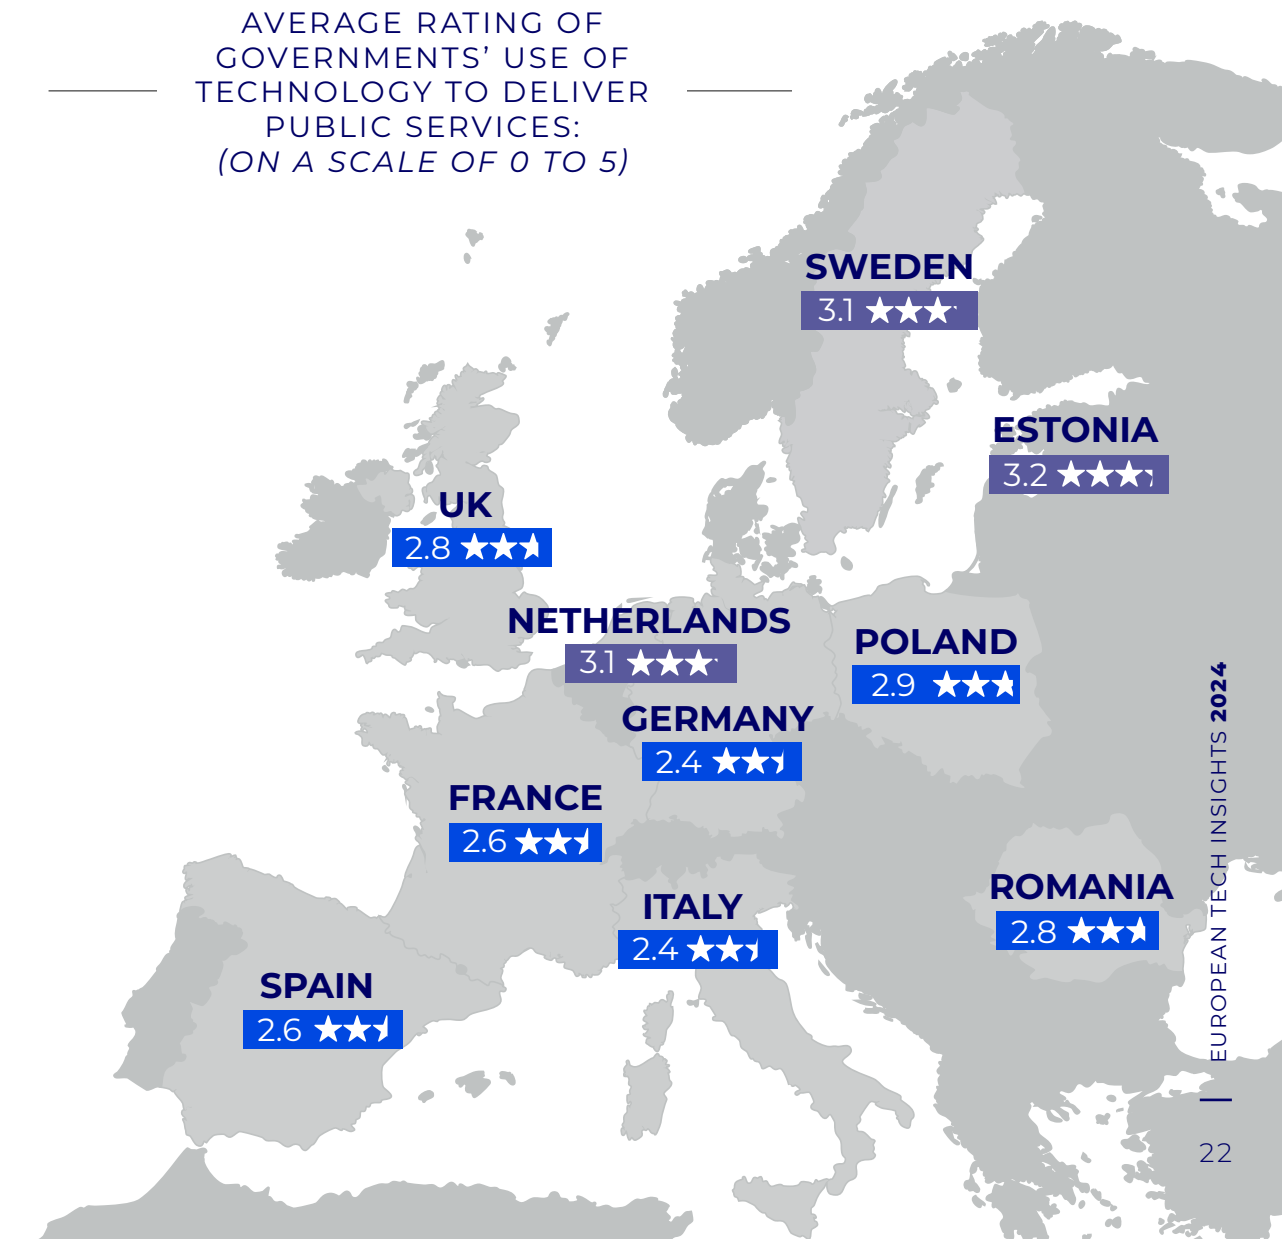 AVERAGE RATING OF
GOVERNMENTS’ USE OF
TECHNOLOGY TO DELIVER
PUBLIC SERVICES:
(ON A SCALE OF 0 TO 5)
SWEDEN
3.1
ESTONIA
3.2
UK
2.8
NETHERLANDS
3.1
POLAND
2.9
GERMANY
2.4
FRANCE
2.6
ROMANIA
2.8
ITALY
2.4
SPAIN
2.6
EUROPEAN TECH INSIGHTS 2024
22